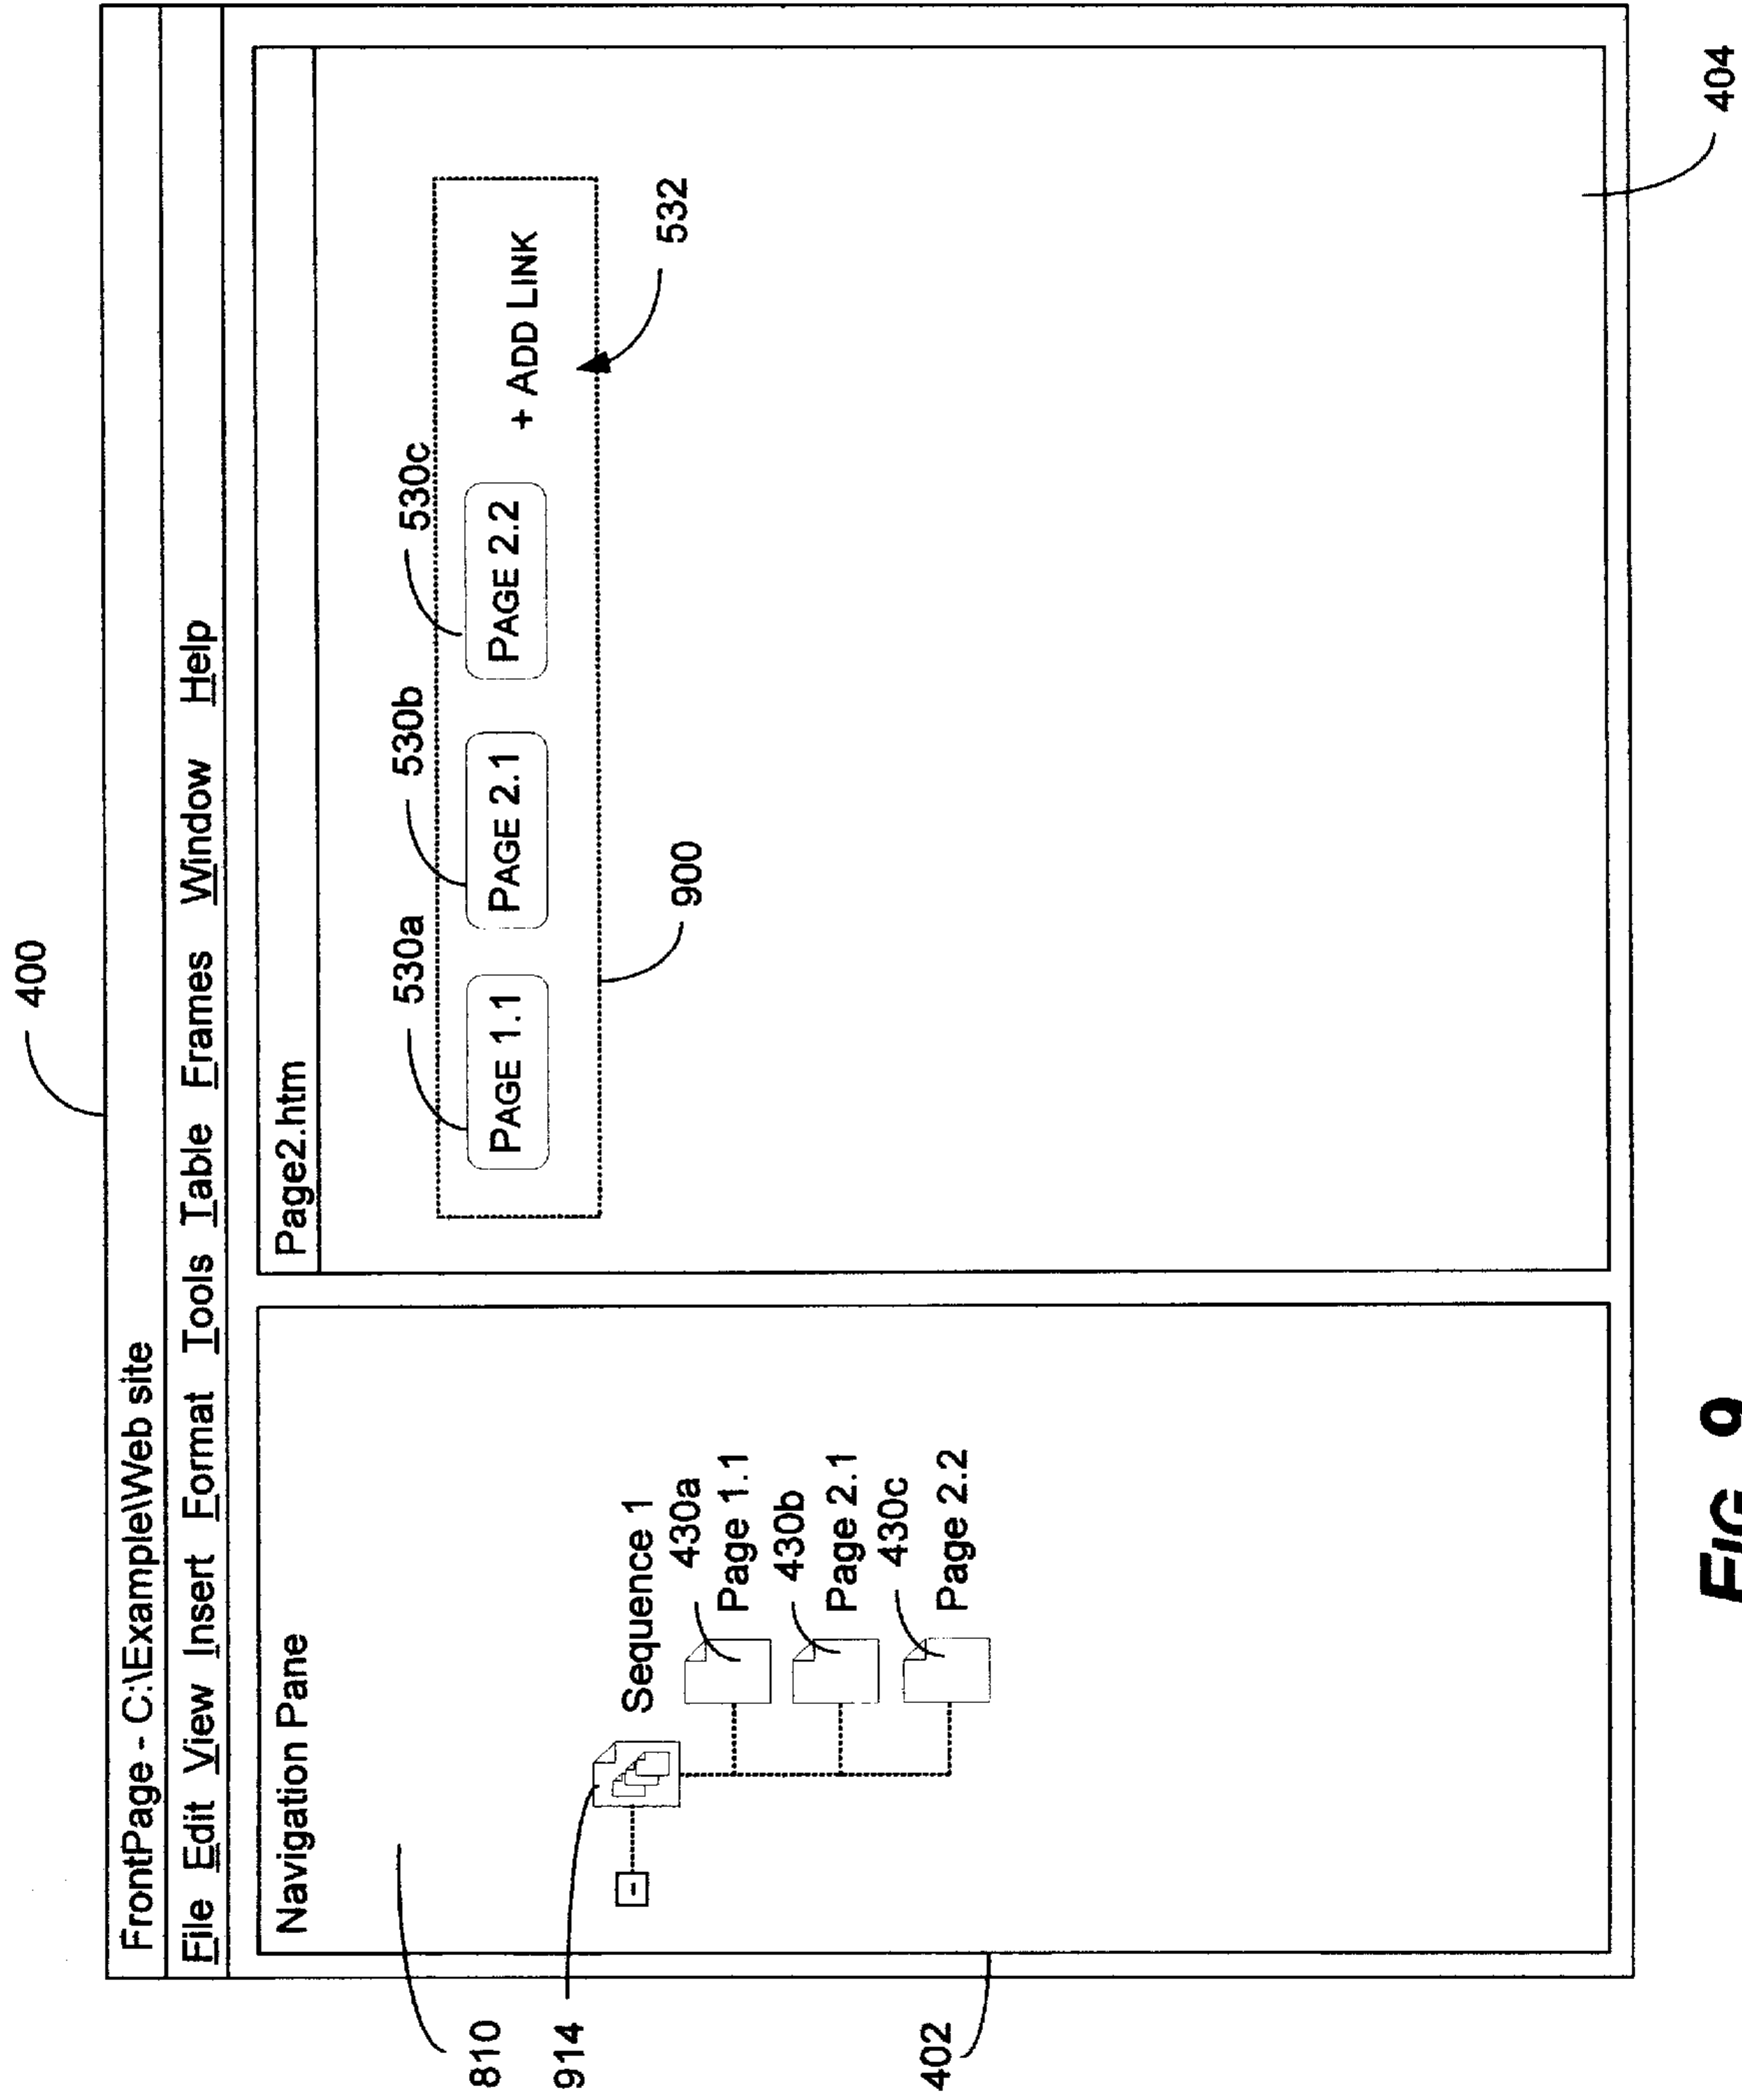 400
FrontPage - C:\Example\Web site
File Edit View Insert Format Tools Table Frames Window Help
Navigation Pane
Page2.htm
810
914
402
Sequence 1
430a
Page 1.1
430b
Page 2.1
430c
Page 2.2
530a
530b
530c
PAGE 1.1
PAGE 2.1
PAGE 2.2
+ ADD LINK
900
532
404
FIG. 9